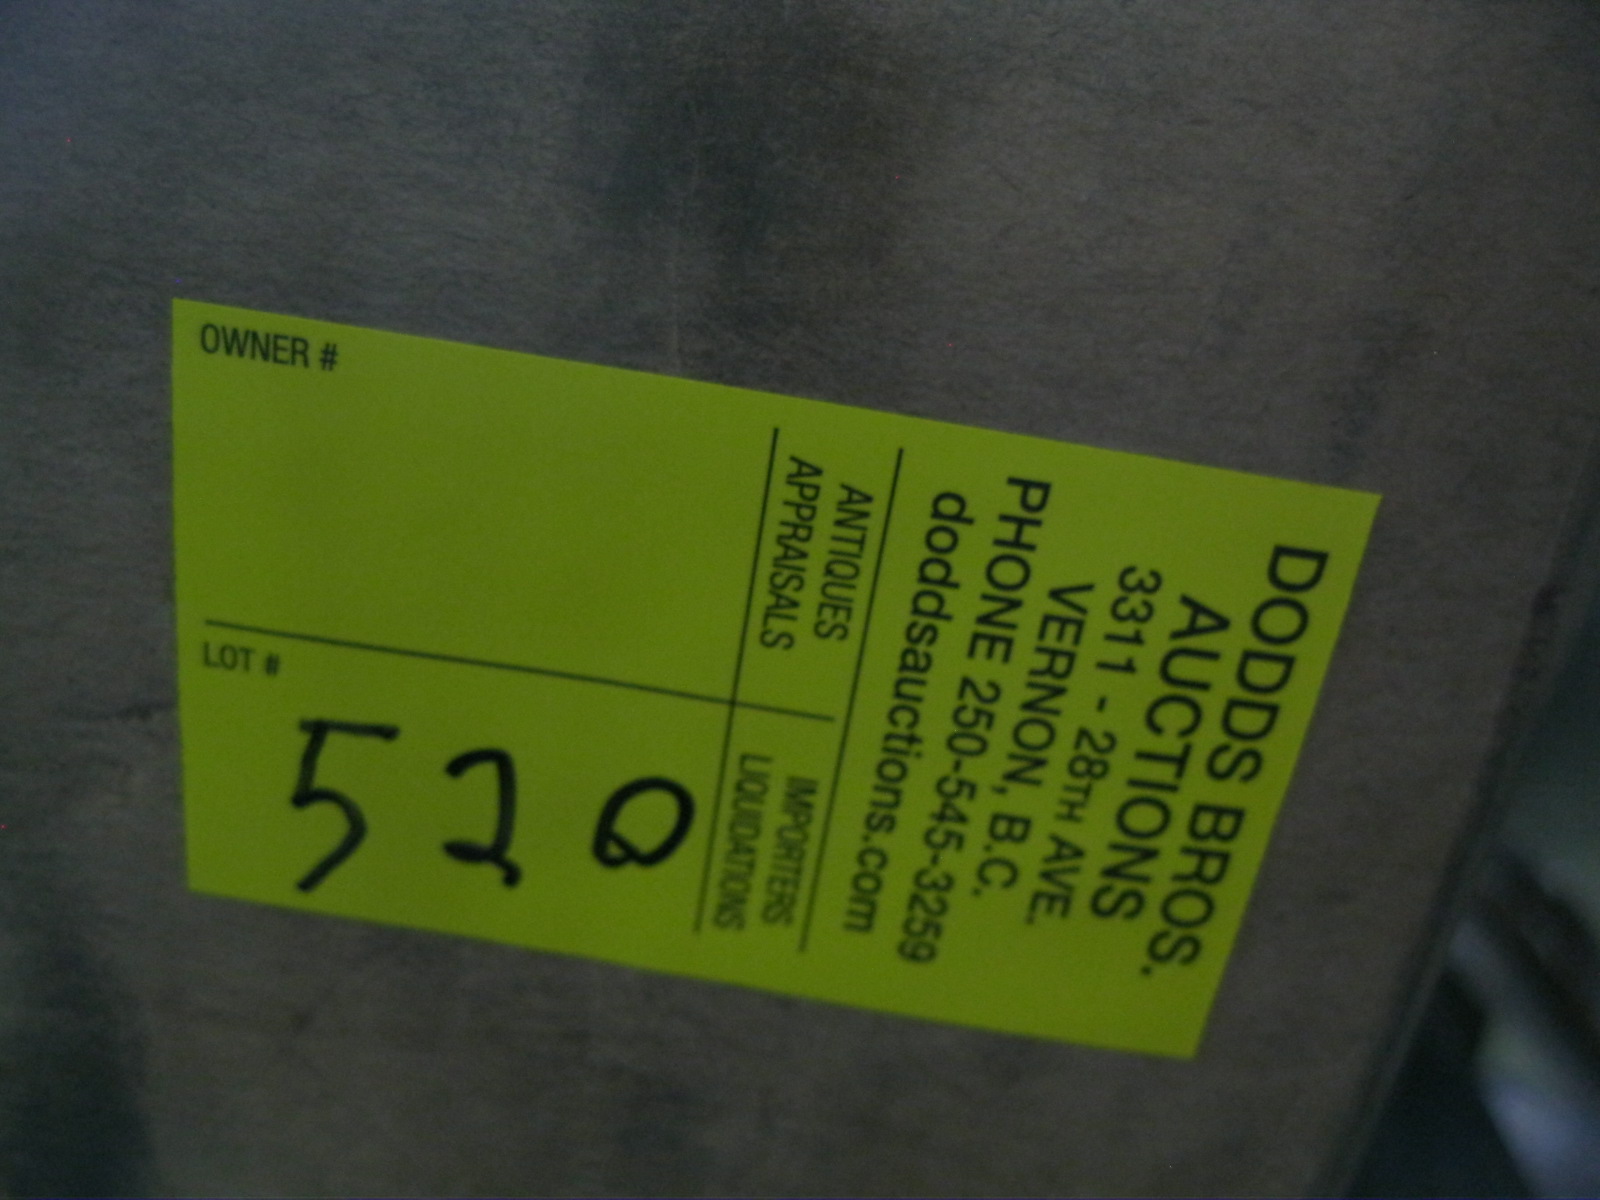 DODDS BROS.
AUCTIONS
3311 - 28TH AVE.
VERNON, B.C.
PHONE 250-545-3259
doddsauctions.com
ANTIQUES
APPRAISALS
IMPORTERS
LIQUIDATIONS
OWNER #
LOT #
520